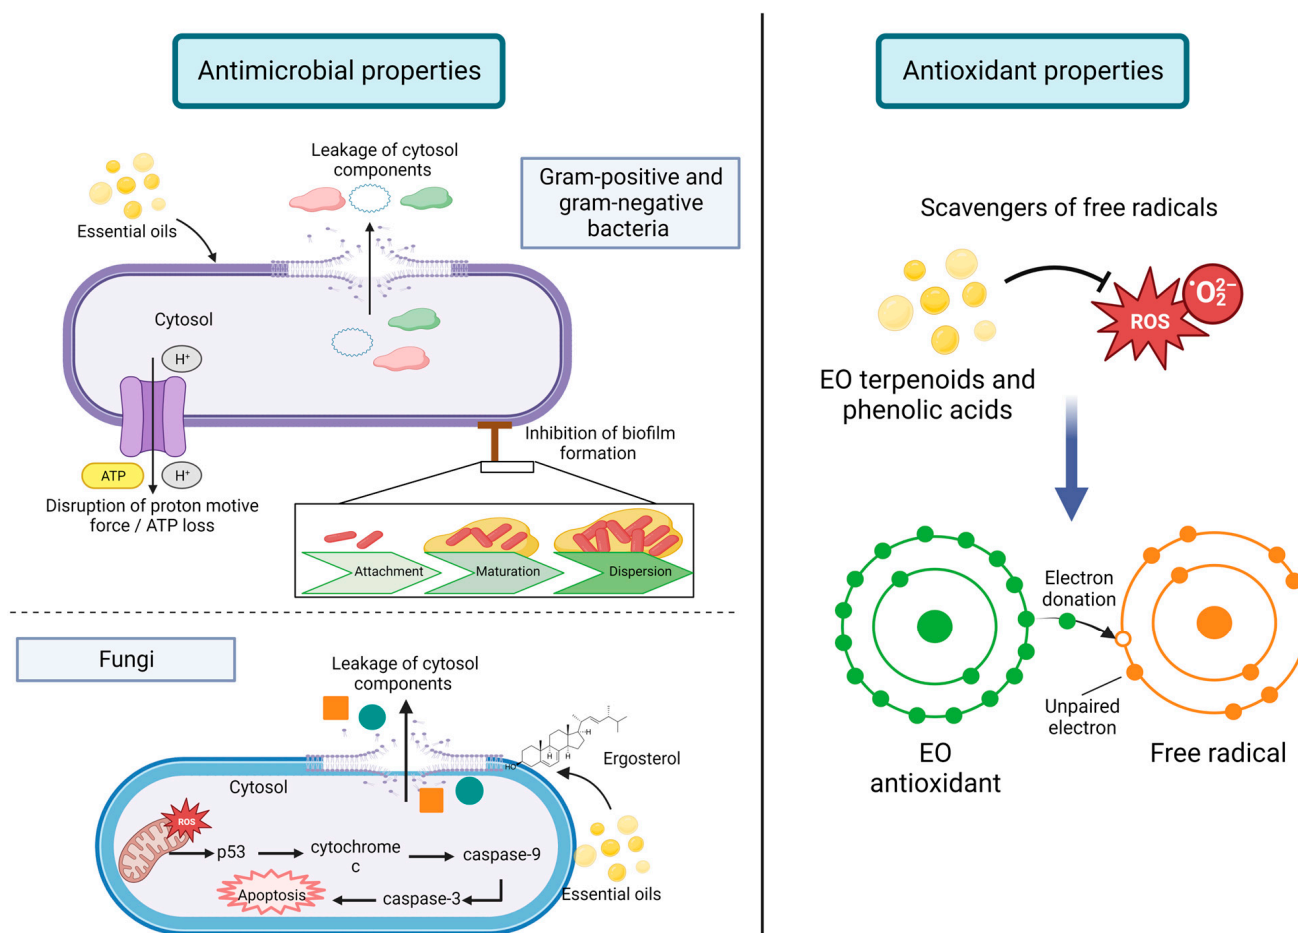 Antimicrobial properties
Essential oils
Leakage of cytosol
components
Gram-positive and
gram-negative
bacteria
Cytosol
H⁺
ATP
H⁺
Disruption of proton motive
force / ATP loss
Inhibition of biofilm
formation
Attachment
Maturation
Dispersion
Fungi
Leakage of cytosol
components
Ergosterol
HO
H
H
H
Cytosol
ROS
p53
cytochrome
c
caspase-9
caspase-3
Apoptosis
Essential oils
Antioxidant properties
Scavengers of free radicals
EO terpenoids and
phenolic acids
ROS
•O₂²⁻
Electron
donation
Unpaired
electron
EO
antioxidant
Free radical